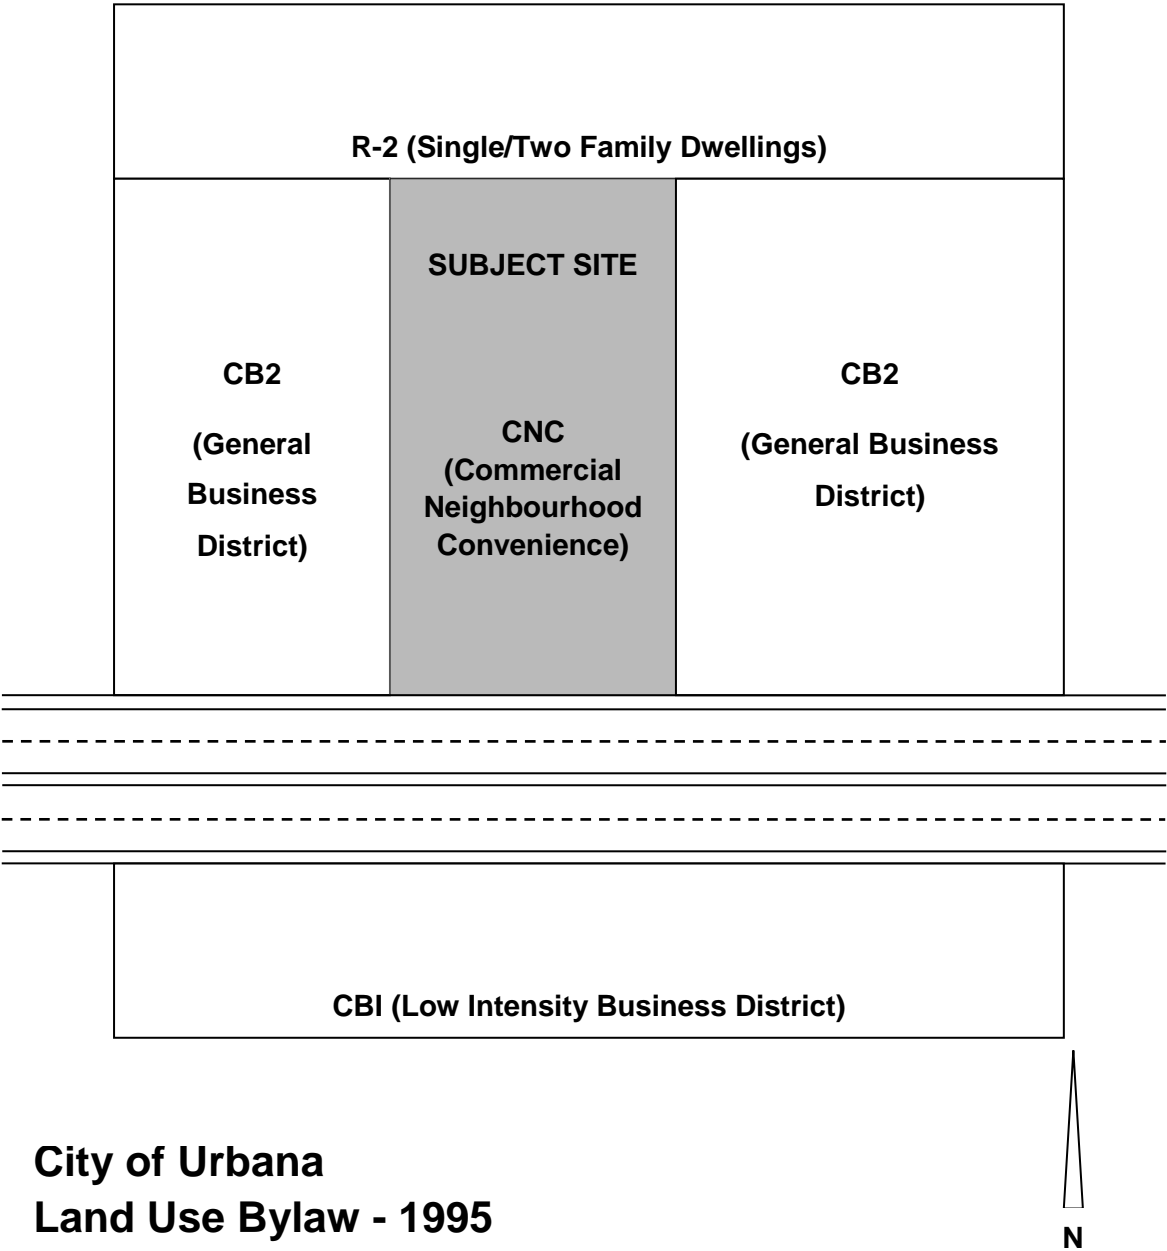 R-2 (Single/Two Family Dwellings)
SUBJECT SITE
CB2
(General
Business
District)
CNC
(Commercial
Neighbourhood
Convenience)
CB2
(General Business
District)
CBI (Low Intensity Business District)
City of Urbana
Land Use Bylaw - 1995
N